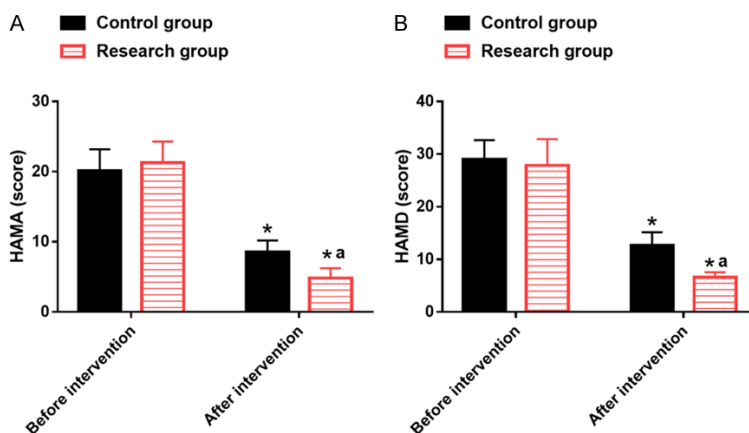 A
Control group
Research group
HAMA (score)
30
20
10
0
*
* a
Before intervention
After intervention
B
Control group
Research group
HAMD (score)
40
30
20
10
0
*
* a
Before intervention
After intervention